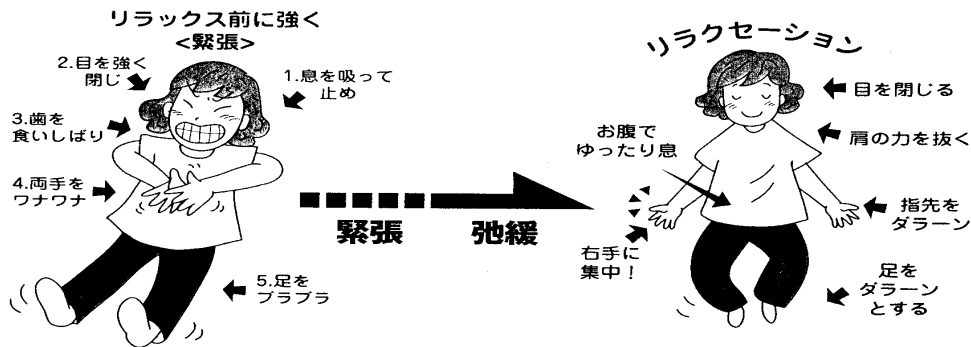 リラックス前に強く
<緊張>
1.息を吸って
止め
2.目を強く
閉じ
3.歯を
食いしばり
4.両手を
ワナワナ
5.足を
ブラブラ
緊張
弛緩
リラクセーション
目を閉じる
肩の力を抜く
お腹で
ゆったり息
右手に
集中!
指先を
ダラーン
足を
ダラーン
とする